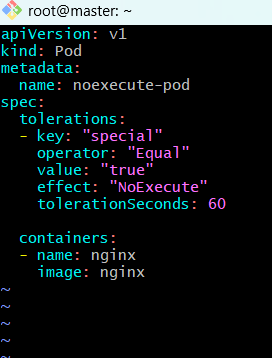 root@master: ~
apiVersion: v1
kind: Pod
metadata:
  name: noexecute-pod
spec:
  tolerations:
  - key: "special"
    operator: "Equal"
    value: "true"
    effect: "NoExecute"
    tolerationSeconds: 60

  containers:
  - name: nginx
    image: nginx
~
~
~
~
~